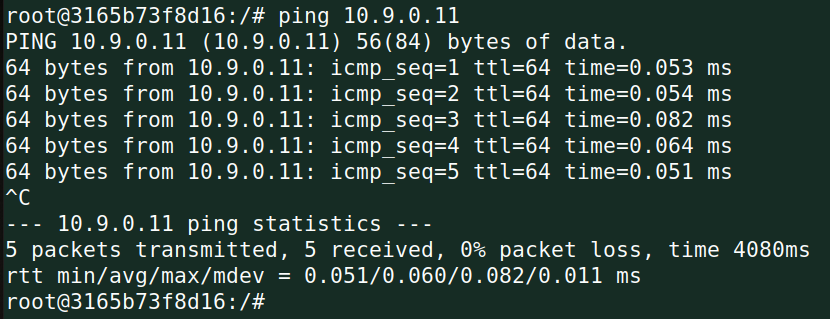 root@3165b73f8d16:/# ping 10.9.0.11
PING 10.9.0.11 (10.9.0.11) 56(84) bytes of data.
64 bytes from 10.9.0.11: icmp_seq=1 ttl=64 time=0.053 ms
64 bytes from 10.9.0.11: icmp_seq=2 ttl=64 time=0.054 ms
64 bytes from 10.9.0.11: icmp_seq=3 ttl=64 time=0.082 ms
64 bytes from 10.9.0.11: icmp_seq=4 ttl=64 time=0.064 ms
64 bytes from 10.9.0.11: icmp_seq=5 ttl=64 time=0.051 ms
^C
--- 10.9.0.11 ping statistics ---
5 packets transmitted, 5 received, 0% packet loss, time 4080ms
rtt min/avg/max/mdev = 0.051/0.060/0.082/0.011 ms
root@3165b73f8d16:/#